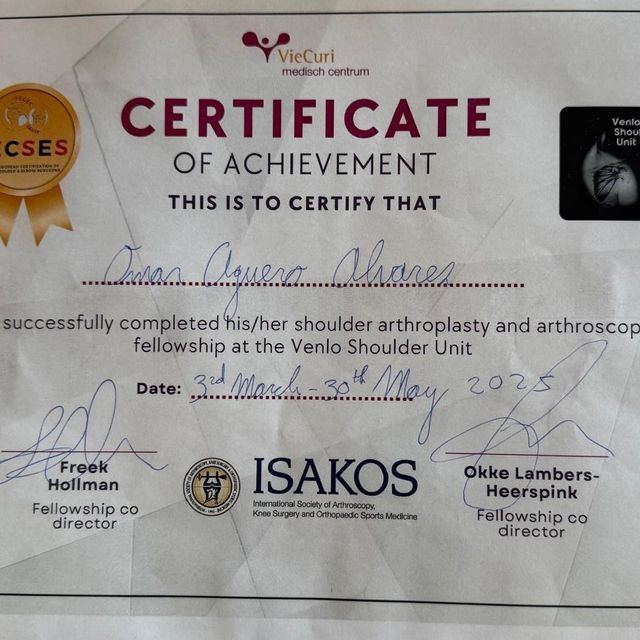 VieCuri
medisch centrum
CERTIFICATE
OF ACHIEVEMENT
THIS IS TO CERTIFY THAT
Omar Aguero Alvares
successfully completed his/her shoulder arthroplasty and arthroscop
fellowship at the Venlo Shoulder Unit
Date: 3rd March - 30th May 2025
Freek
Hollman
Fellowship co
director
ISAKOS
International Society of Arthroscopy,
Knee Surgery and Orthopaedic Sports Medicine
Okke Lambers-
Heerspink
Fellowship co
director
ECSES
Venlo
Shoul
Unit